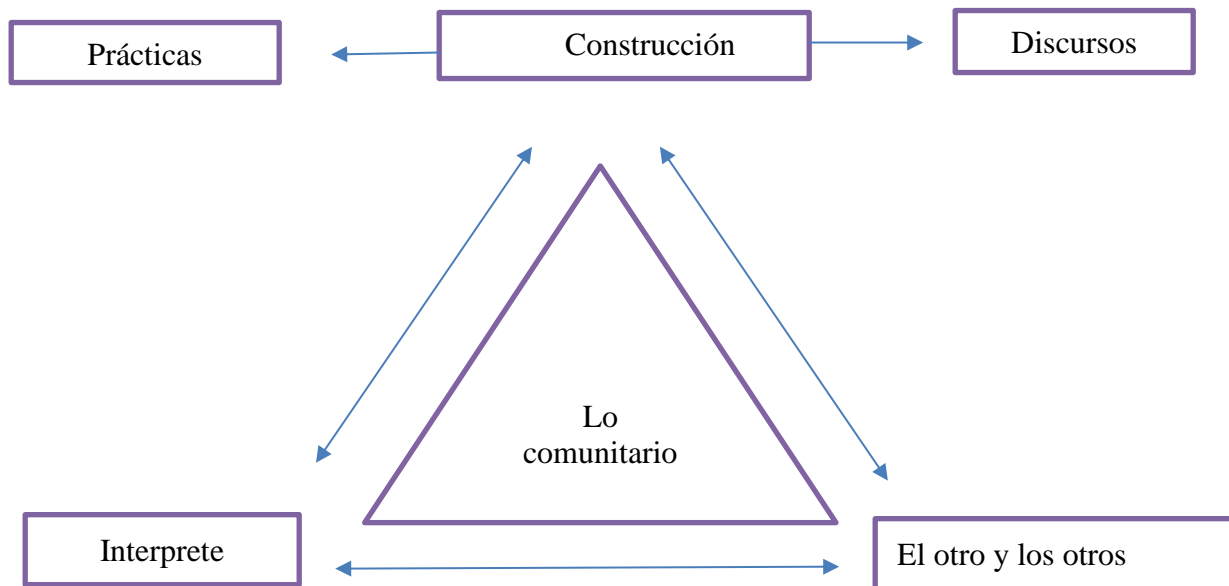 Prácticas
Construcción
Discursos
Lo
comunitario
Interprete
El otro y los otros